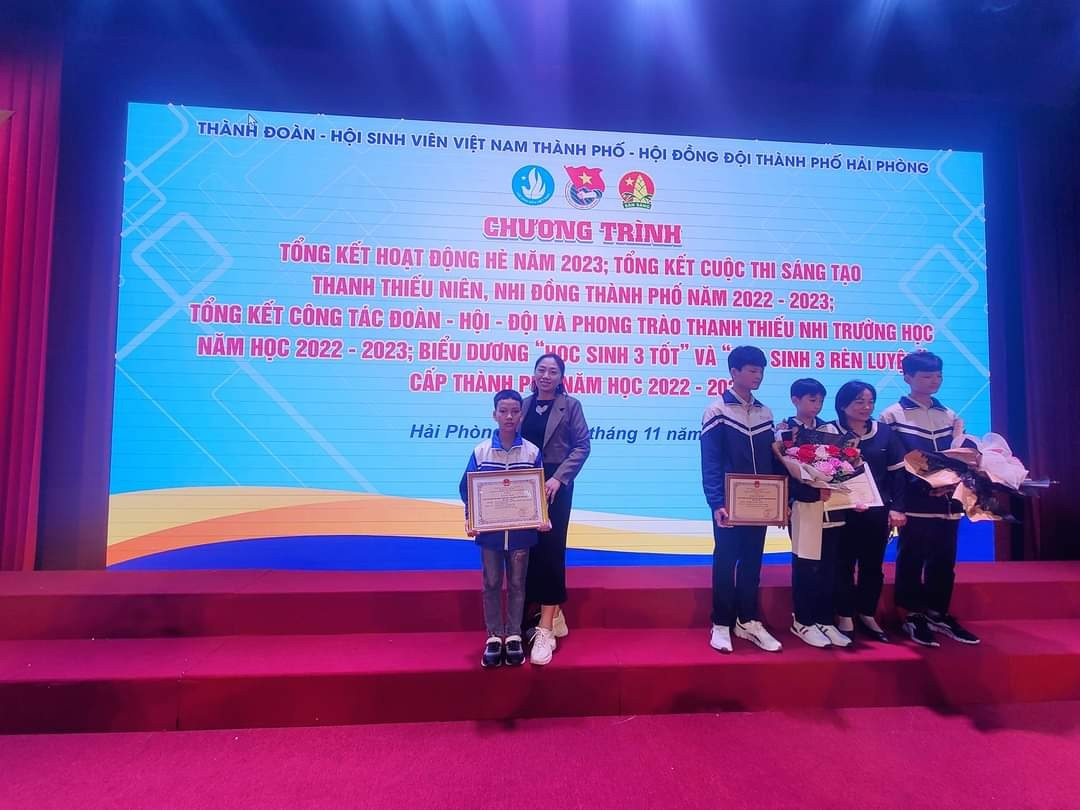 THÀNH ĐOÀN - HỘI SINH VIÊN VIỆT NAM THÀNH PHỐ - HỘI ĐỒNG ĐỘI THÀNH PHỐ HẢI PHÒNG
SẴN SÀNG
CHƯƠNG TRÌNH
TỔNG KẾT HOẠT ĐỘNG HÈ NĂM 2023; TỔNG KẾT CUỘC THI SÁNG TẠO
THANH THIẾU NIÊN, NHI ĐỒNG THÀNH PHỐ NĂM 2022 - 2023;
TỔNG KẾT CÔNG TÁC ĐOÀN - HỘI - ĐỘI VÀ PHONG TRÀO THANH THIẾU NHI TRƯỜNG HỌC
NĂM HỌC 2022 - 2023; BIỂU DƯƠNG "HỌC SINH 3 TỐT" VÀ " SINH 3 RÈN LUYỆN
CẤP THÀNH NĂM HỌC 2022 -
Hải Phòng, tháng 11 năm